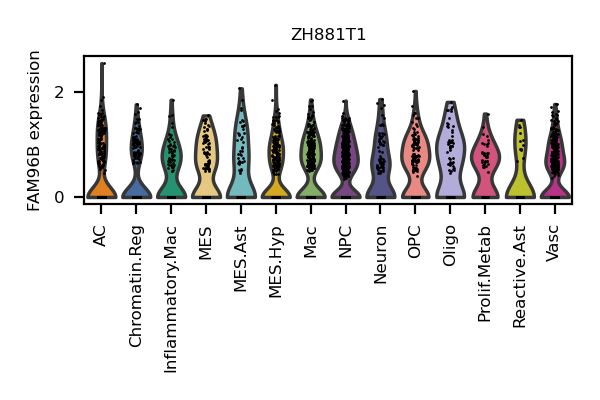 ZH881T1
FAM96B expression
2
0
AC
Chromatin.Reg
Inflammatory.Mac
MES
MES.Ast
MES.Hyp
Mac
NPC
Neuron
OPC
Oligo
Prolif.Metab
Reactive.Ast
Vasc